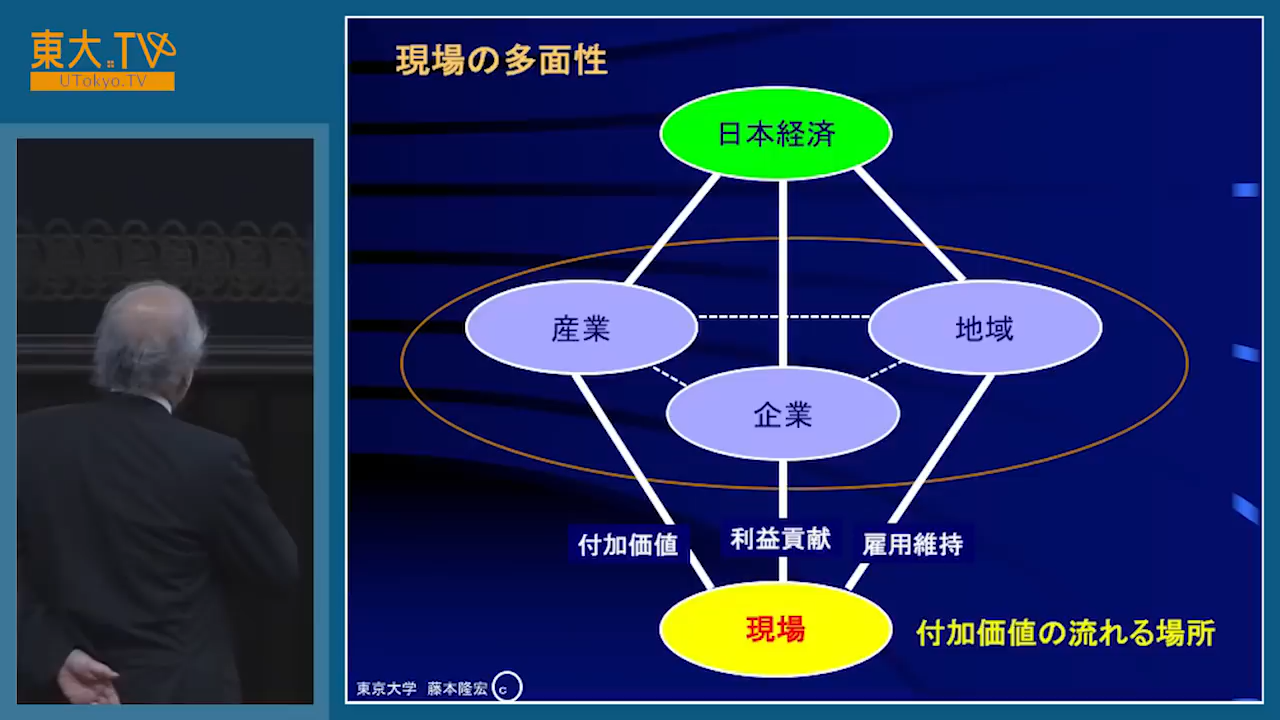 東大.TV
UTokyo.TV
現場の多面性
日本経済
産業
地域
企業
付加価値
利益貢献
雇用維持
現場
付加価値の流れる場所
東京大学 藤本隆宏 c